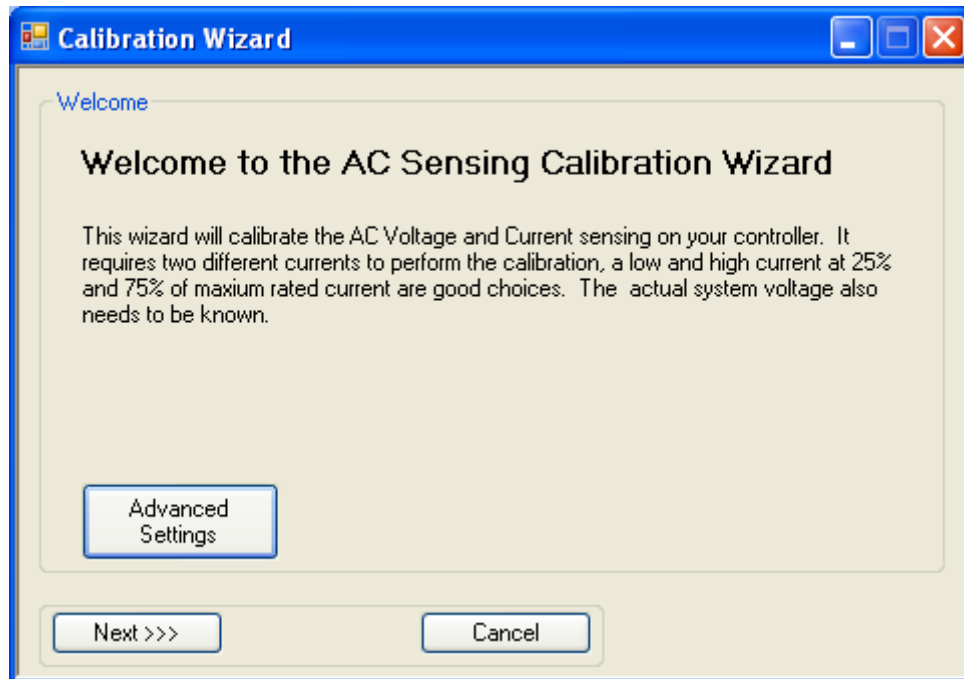 Calibration Wizard
Welcome
Welcome to the AC Sensing Calibration Wizard
This wizard will calibrate the AC Voltage and Current sensing on your controller.  It
requires two different currents to perform the calibration, a low and high current at 25%
and 75% of maxium rated current are good choices.  The  actual system voltage also
needs to be known.
Advanced
Settings
Next >>>
Cancel